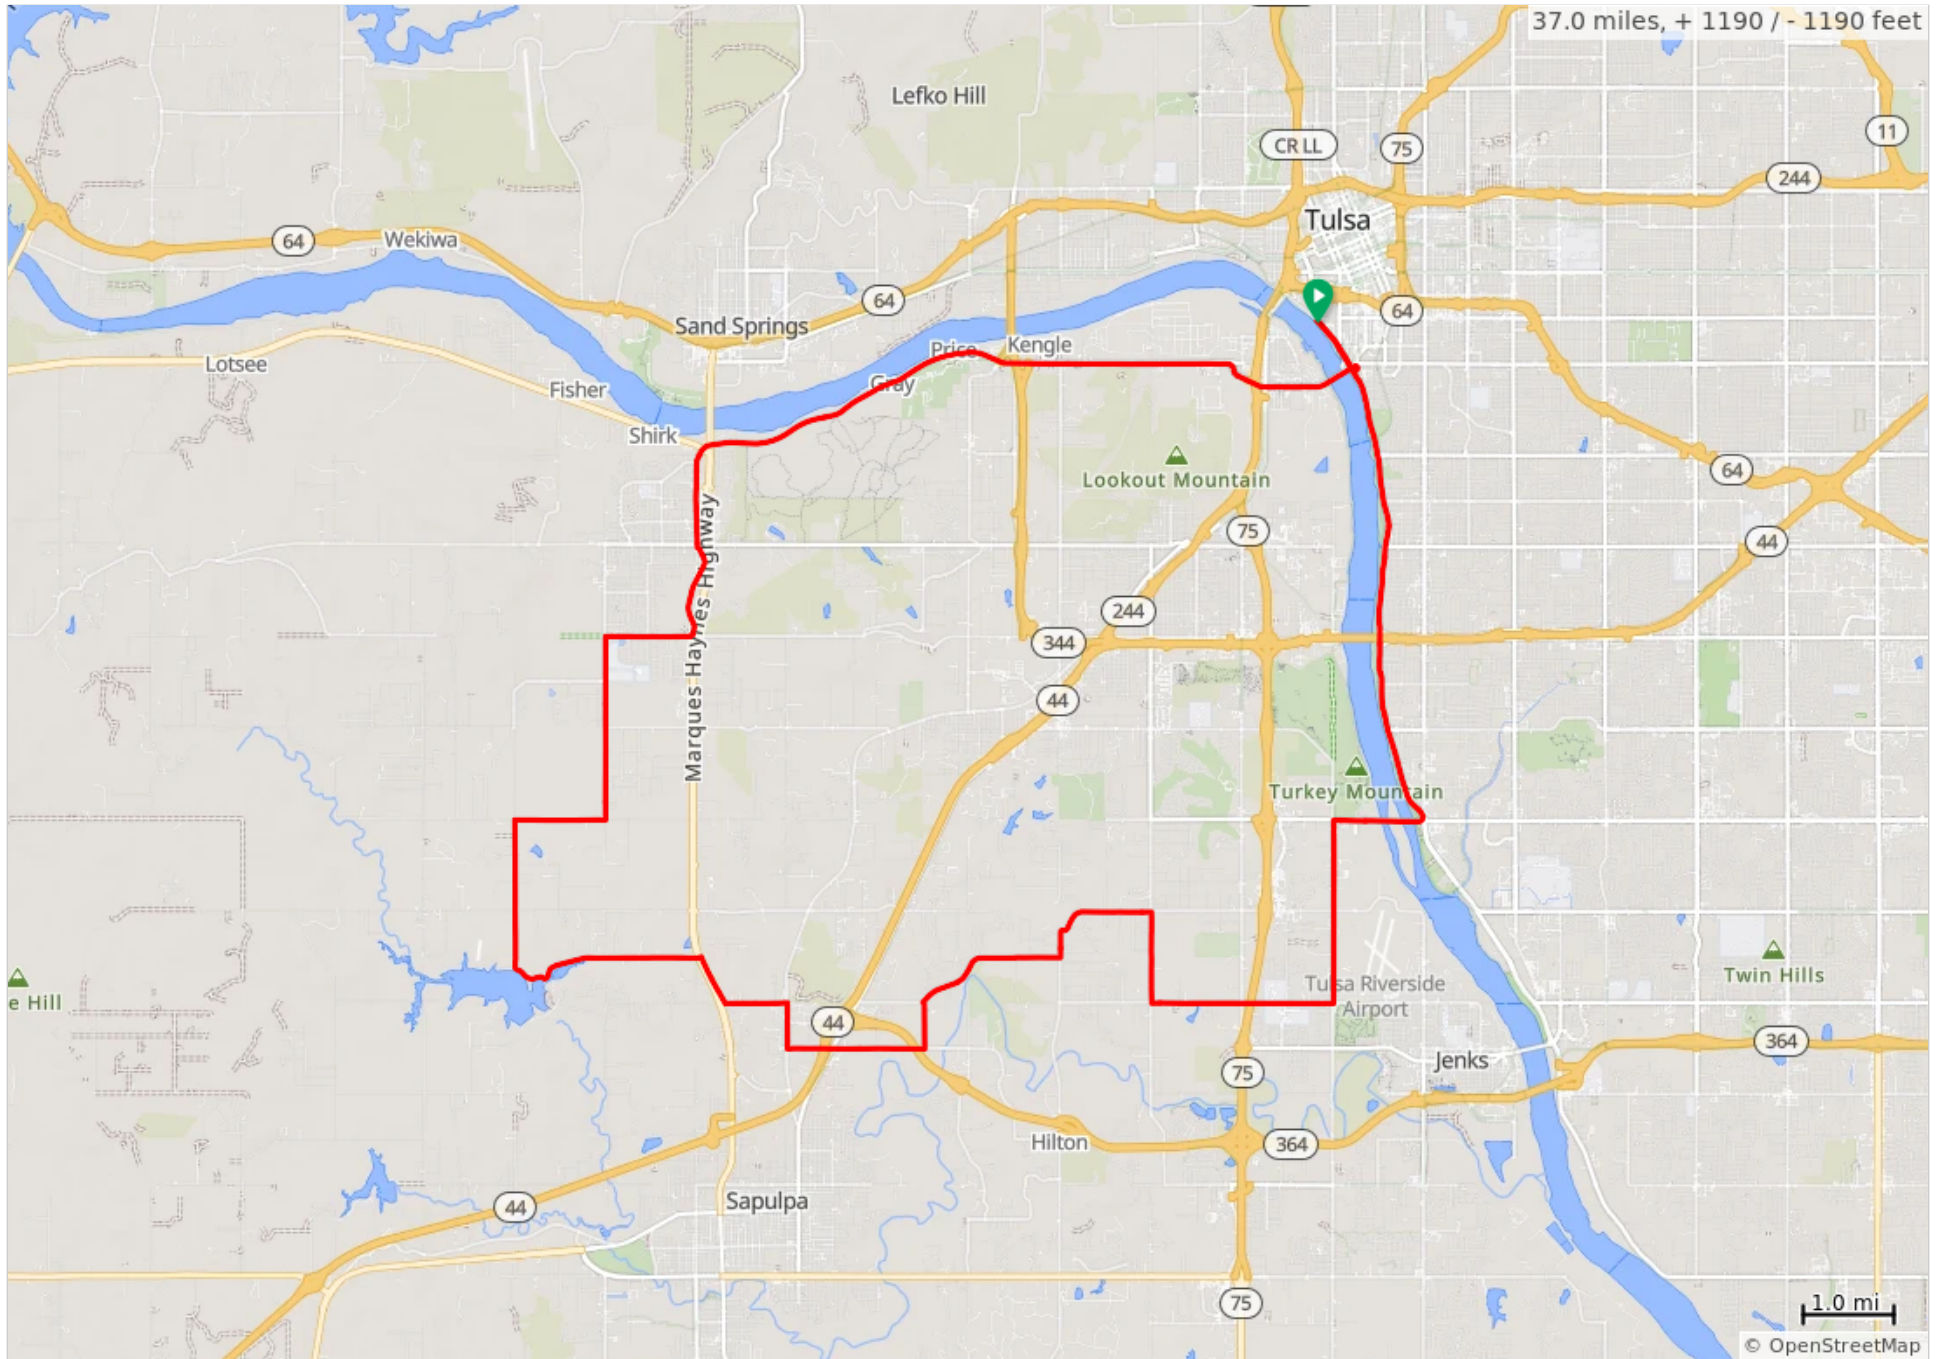 37.0 miles, + 1190 / - 1190 feet
Lefko Hill
CR LL
75
11
244
Tulsa
64
Wekiwa
64
64
Sand Springs
Price
Kengle
Lotsee
Gray
Fisher
Shirk
Lookout Mountain
64
75
44
Marques Haynes Highway
244
344
44
Turkey Mountain
e Hill
Tulsa Riverside
Airport
Twin Hills
44
Jenks
364
75
Hilton
364
44
Sapulpa
75
1.0 mi
© OpenStreetMap